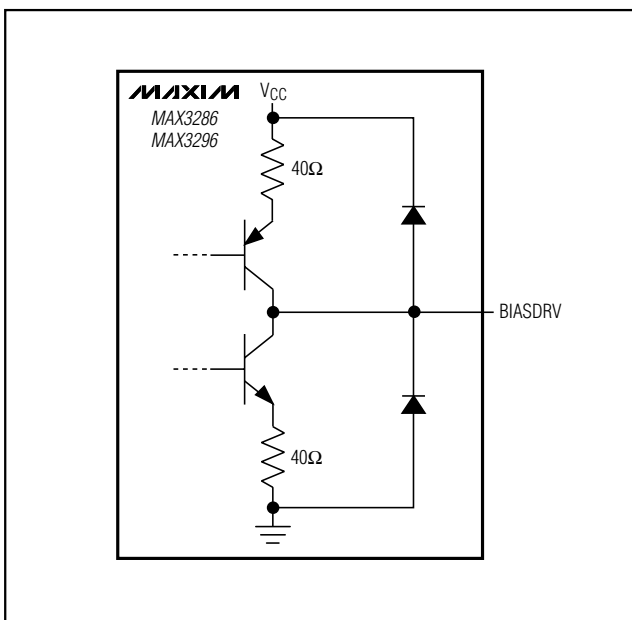 MAXIM
MAX3286
MAX3296
VCC
40Ω
BIASDRV
40Ω